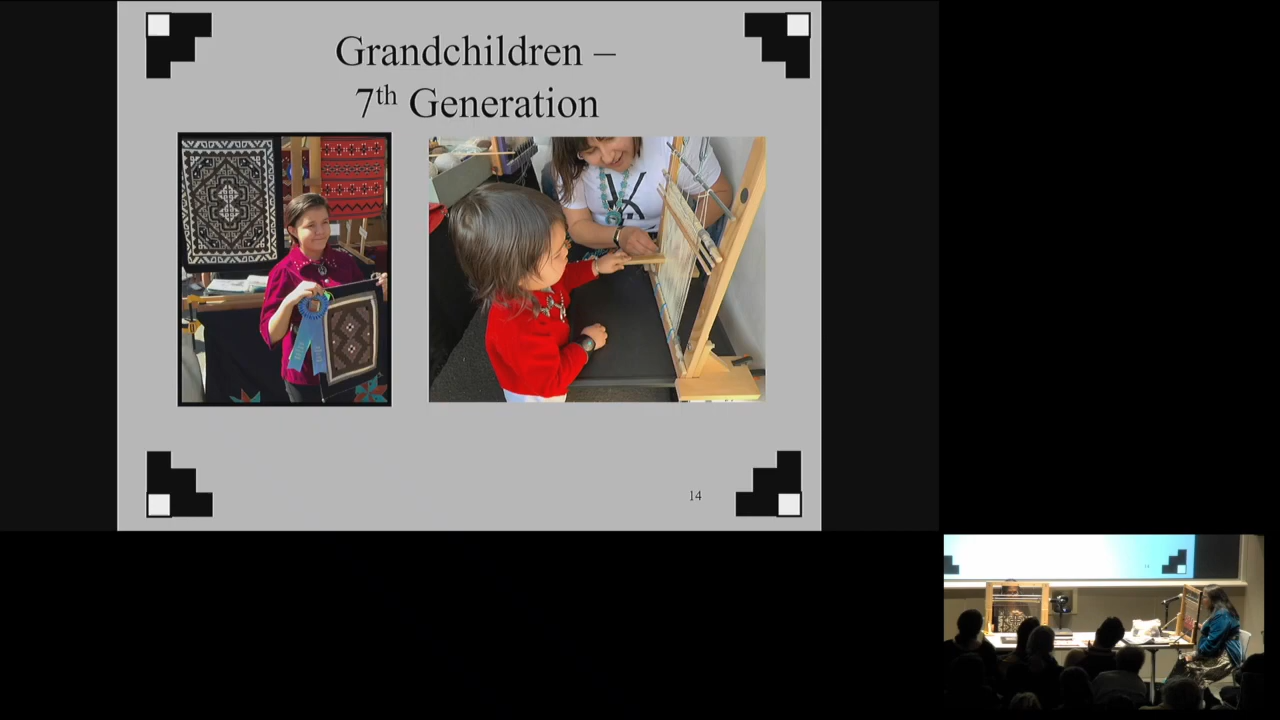 Grandchildren –
7th Generation
14